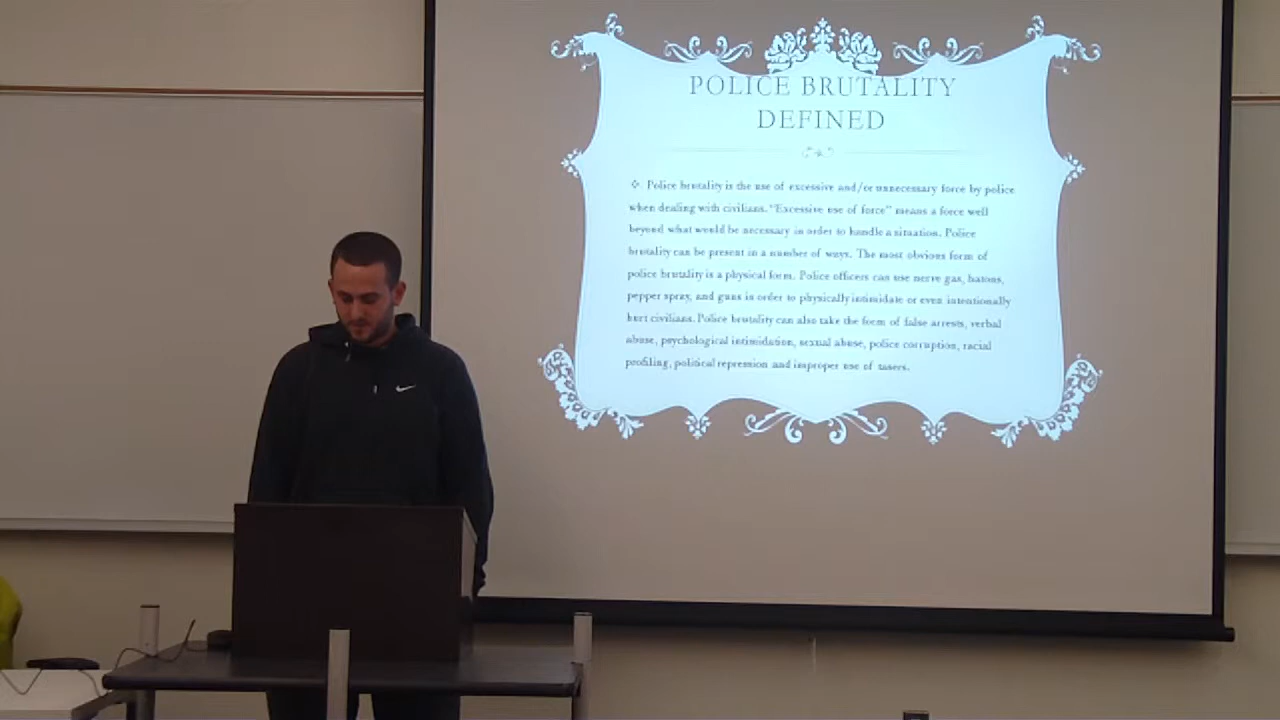 POLICE BRUTALITY
DEFINED
Police brutality is the use of excessive and/or unnecessary force by police
when dealing with civilians. "Excessive use of force" means a force well
beyond what would be necessary in order to handle a situation. Police
brutality can be present in a number of ways. The most obvious form of
police brutality is a physical form. Police officers can use nerve gas, batons,
pepper spray, and guns in order to physically intimidate or even intentionally
hurt civilians. Police brutality can also take the form of false arrests, verbal
abuse, psychological intimidation, sexual abuse, police corruption, racial
profiling, political repression and improper use of tasers.